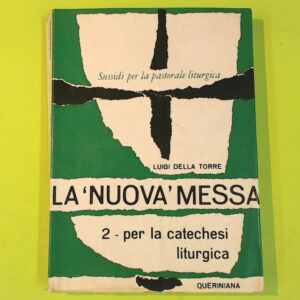 Sussidi per la pastorale liturgica
LUIGI DELLA TORRE
LA 'NUOVA' MESSA
2 - per la catechesi
liturgica
QUERINIANA